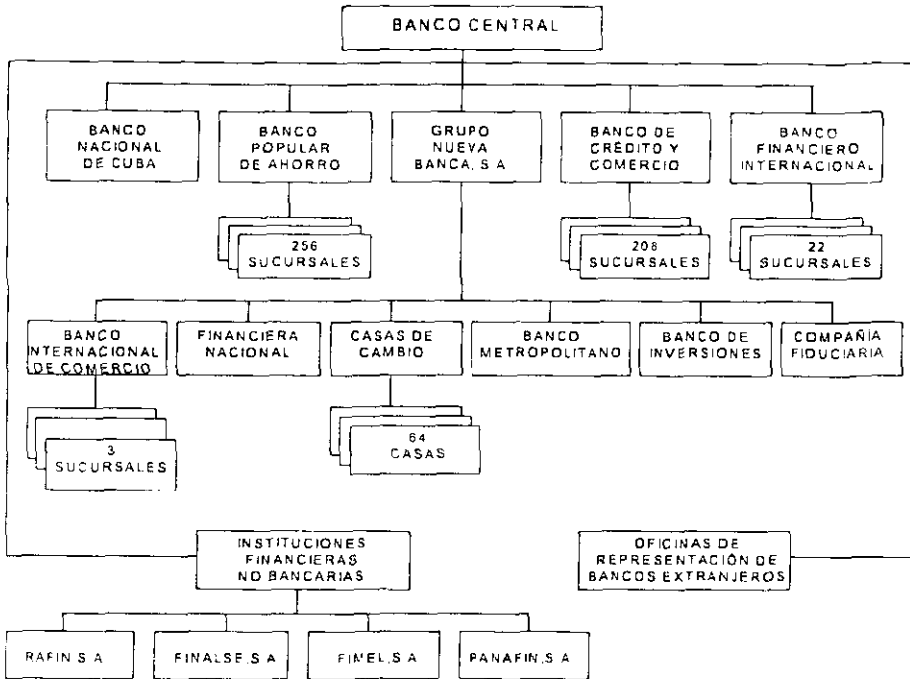 BANCO CENTRAL
BANCO
NACIONAL
DE CUBA
BANCO
POPULAR
DE AHORRO
GRUPO
NUEVA
BANCA, S A
BANCO DE
CRÉDITO Y
COMERCIO
BANCO
FINANCIERO
INTERNACIONAL
256
SUCURSALES
208
SUCURSALES
22
SUCURSALES
BANCO
INTERNACIONAL
DE COMERCIO
FINANCIERA
NACIONAL
CASAS DE
CAMBIO
BANCO
METROPOLITANO
BANCO DE
INVERSIONES
COMPAÑÍA
FIDUCIARIA
3
SUCURSALES
64
CASAS
INSTITUCIONES
FINANCIERAS
NO BANCARIAS
OFICINAS DE
REPRESENTACIÓN DE
BANCOS EXTRANJEROS
RAFIN, S A
FINALSE, S A
FIMEL, S A
PANAFIN, S A